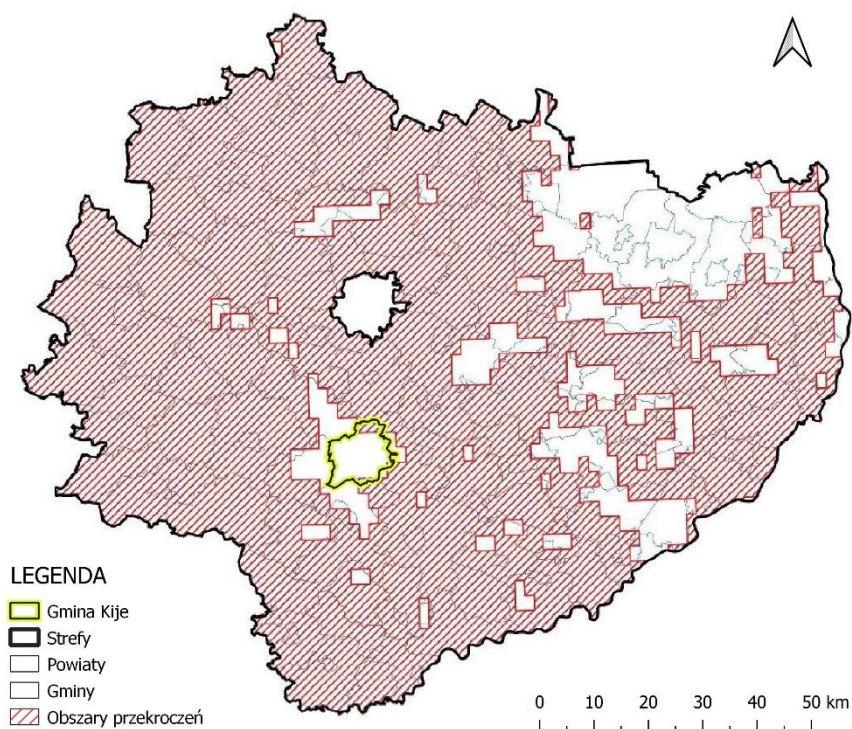 LEGENDA
Gmina Kije
Strefy
Powiaty
Gminy
Obszary przekroczeń
0 10 20 30 40 50 km